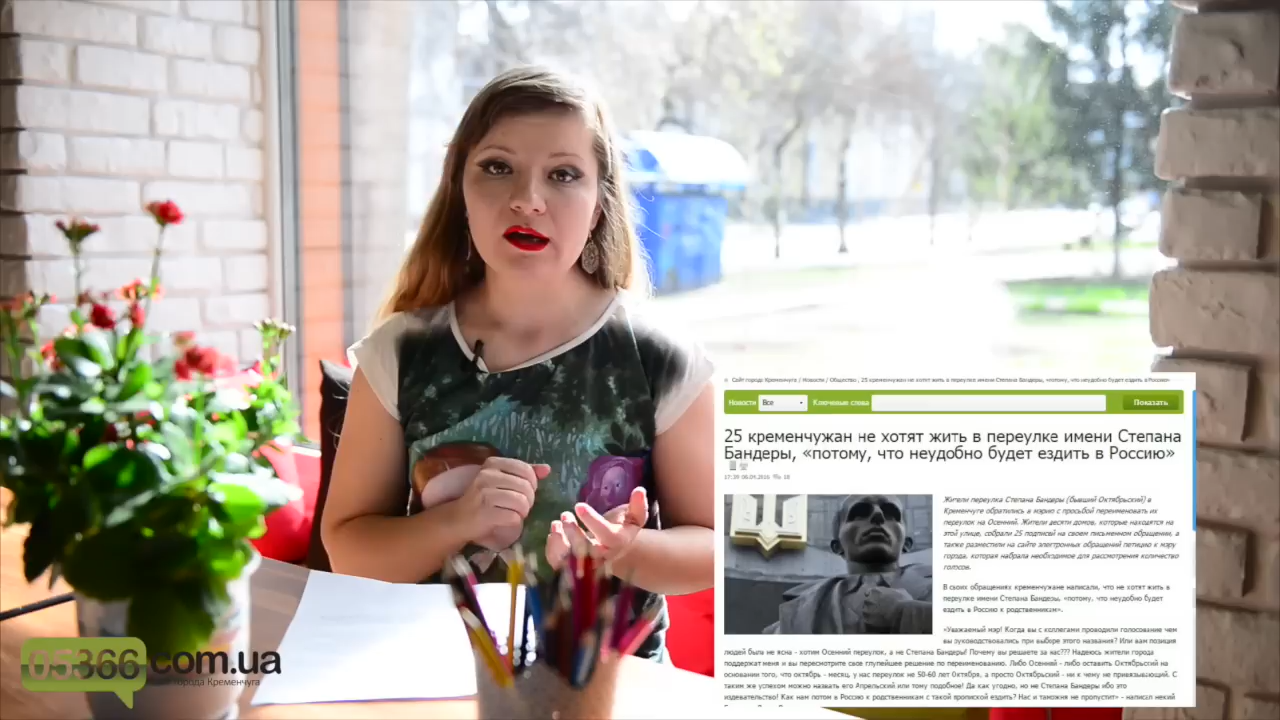 Сайт города Кременчуга / Новости / Общество , 25 кременчужан не хотят жить в переулке имени Степана Бандеры, «потому, что неудобно будет ездить в Россию»
Новости Все Ключевые слова Показать
25 кременчужан не хотят жить в переулке имени Степана
Бандеры, «потому, что неудобно будет ездить в Россию»
17:39 06.04.2016 18
Жители переулка Степана Бандеры (бывший Октябрьский) в
Кременчуге обратились в мэрию с просьбой переименовать их
переулок на Осенний. Жители десяти домов, которые находятся на
этой улице, собрали 25 подписей на своем письменном обращении, а
также разместили на сайте электронных обращений петицию к мэру
города, которая набрала необходимое для рассмотрения количество
голосов.
В своих обращениях кременчужане написали, что не хотят жить в
переулке имени Степана Бандеры, «потому, что неудобно будет
ездить в Россию к родственникам».
«Уважаемый мэр! Когда вы с коллегами проводили голосование чем
вы руководствовались при выборе этого названия? Или вам позиция
людей была не ясна - хотим Осенний переулок, а не Степана Бандеры! Почему вы решаете за нас??? Надеюсь жители города
поддержат меня и вы пересмотрите свое глупейшее решение по переименованию. Либо Осенний - либо оставить Октябрьский на
основании того, что октябрь - месяц, у нас переулок не 50-60 лет Октября, а просто Октябрьский - ни к чему не привязывающий. С
таким же успехом можно назвать его Апрельский или тому подобное! Да как угодно, но не Степана Бандеры ибо это
издевательство! Как нам потом в Россию к родственникам с такой пропиской ездить? Нас и таможня не пропустит» - написал некий
05366.com.ua
города Кременчуга